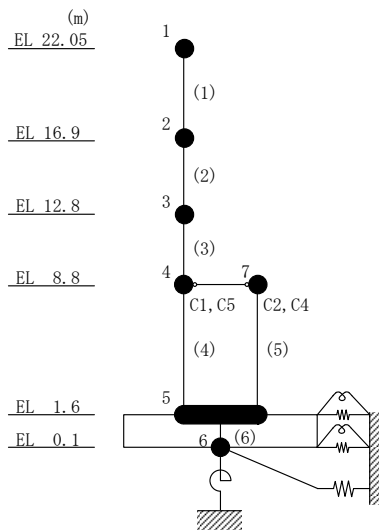 (m)
1
EL 22.05
(1)
2
EL 16.9
(2)
3
EL 12.8
(3)
4
7
EL 8.8
C1,C5
C2,C4
(4)
(5)
5
EL 1.6
6
(6)
EL 0.1